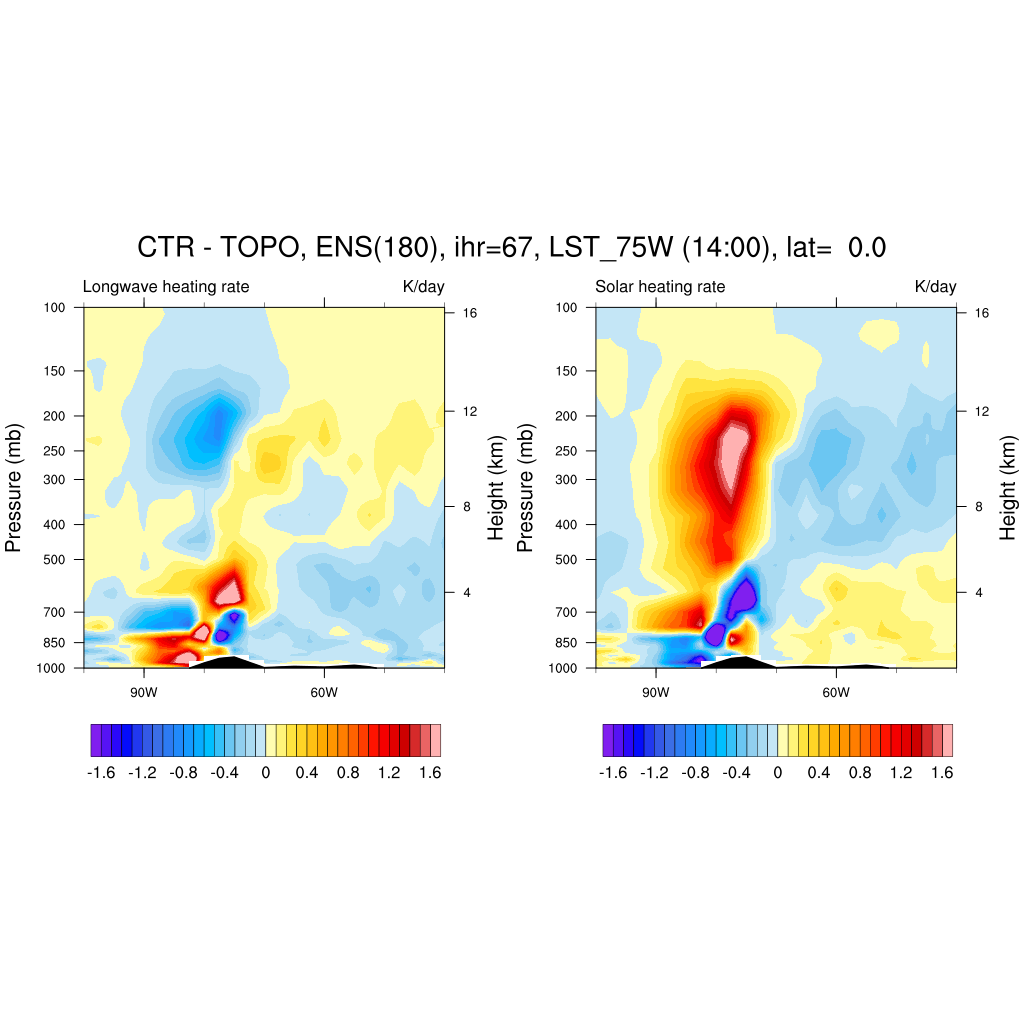 CTR - TOPO, ENS(180), ihr=67, LST_75W (14:00), lat=  0.0
Longwave heating rate K/day
100
150
200
250
300
400
500
700
850
1000
Pressure (mb)
16
12
8
4
Height (km)
90W 60W
-1.6 -1.2 -0.8 -0.4 0 0.4 0.8 1.2 1.6
Solar heating rate K/day
100
150
200
250
300
400
500
700
850
1000
Pressure (mb)
16
12
8
4
Height (km)
90W 60W
-1.6 -1.2 -0.8 -0.4 0 0.4 0.8 1.2 1.6